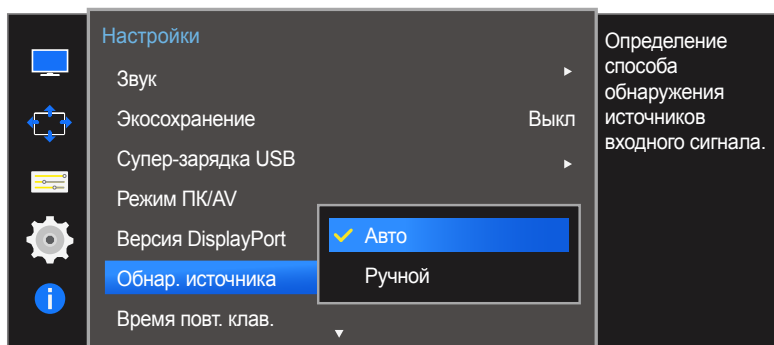 Настройки
Звук
Экосохранение Выкл
Супер-зарядка USB
Режим ПК/AV
Версия DisplayPort
Обнар. источника
Время повт. клав.
Авто
Ручной
Определение
способа
обнаружения
источников
входного сигнала.